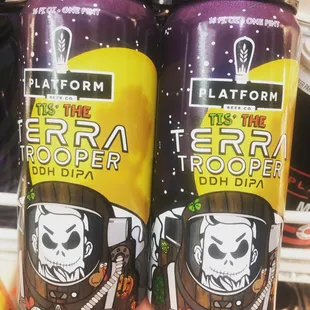 16 FL OZ • ONE PINT
PLATFORM
BEER CO.
TIS' THE
TERRA
TROOPER
DDH DIPA
16 FL OZ • ONE PINT
PLATFORM
BEER CO.
TIS' THE
TERRA
TROOPER
DDH DIPA